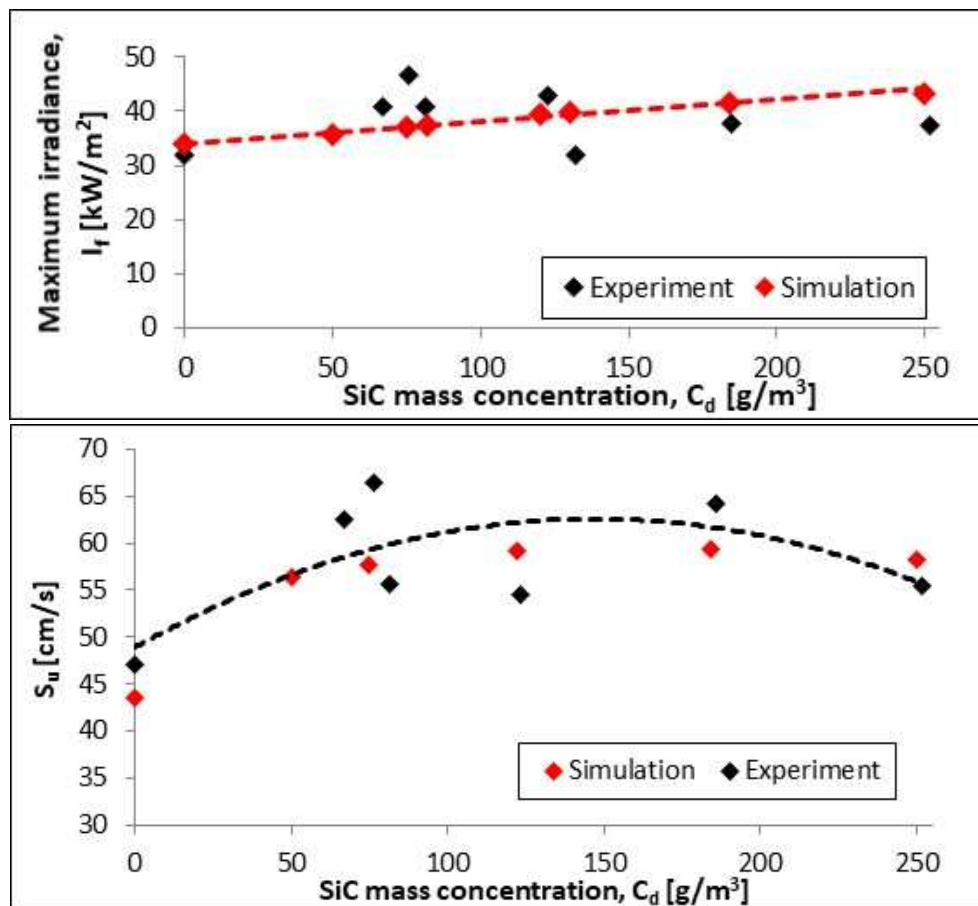 Maximum irradiance,
I_f [kW/m²]
50
40
30
20
10
0
Experiment Simulation
0 50 100 150 200 250
SiC mass concentration, C_d [g/m³]
S_u [cm/s]
70
65
60
55
50
45
40
35
30
Simulation Experiment
0 50 100 150 200 250
SiC mass concentration, C_d [g/m³]